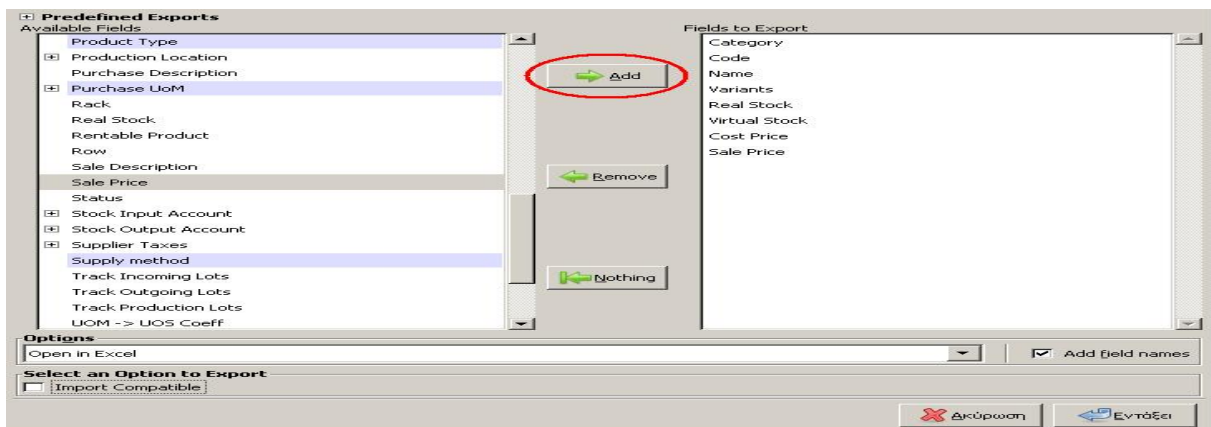 Predefined Exports
Available Fields
Product Type
Production Location
Purchase Description
Purchase UoM
Rack
Real Stock
Rentable Product
Row
Sale Description
Sale Price
Status
Stock Input Account
Stock Output Account
Supplier Taxes
Supply method
Track Incoming Lots
Track Outgoing Lots
Track Production Lots
UOM -> UOS Coeff
Add
Remove
Nothing
Fields to Export
Category
Code
Name
Variants
Real Stock
Virtual Stock
Cost Price
Sale Price
Options
Open in Excel
Add field names
Select an Option to Export
Import Compatible
Ακύρωση
Εντάξει